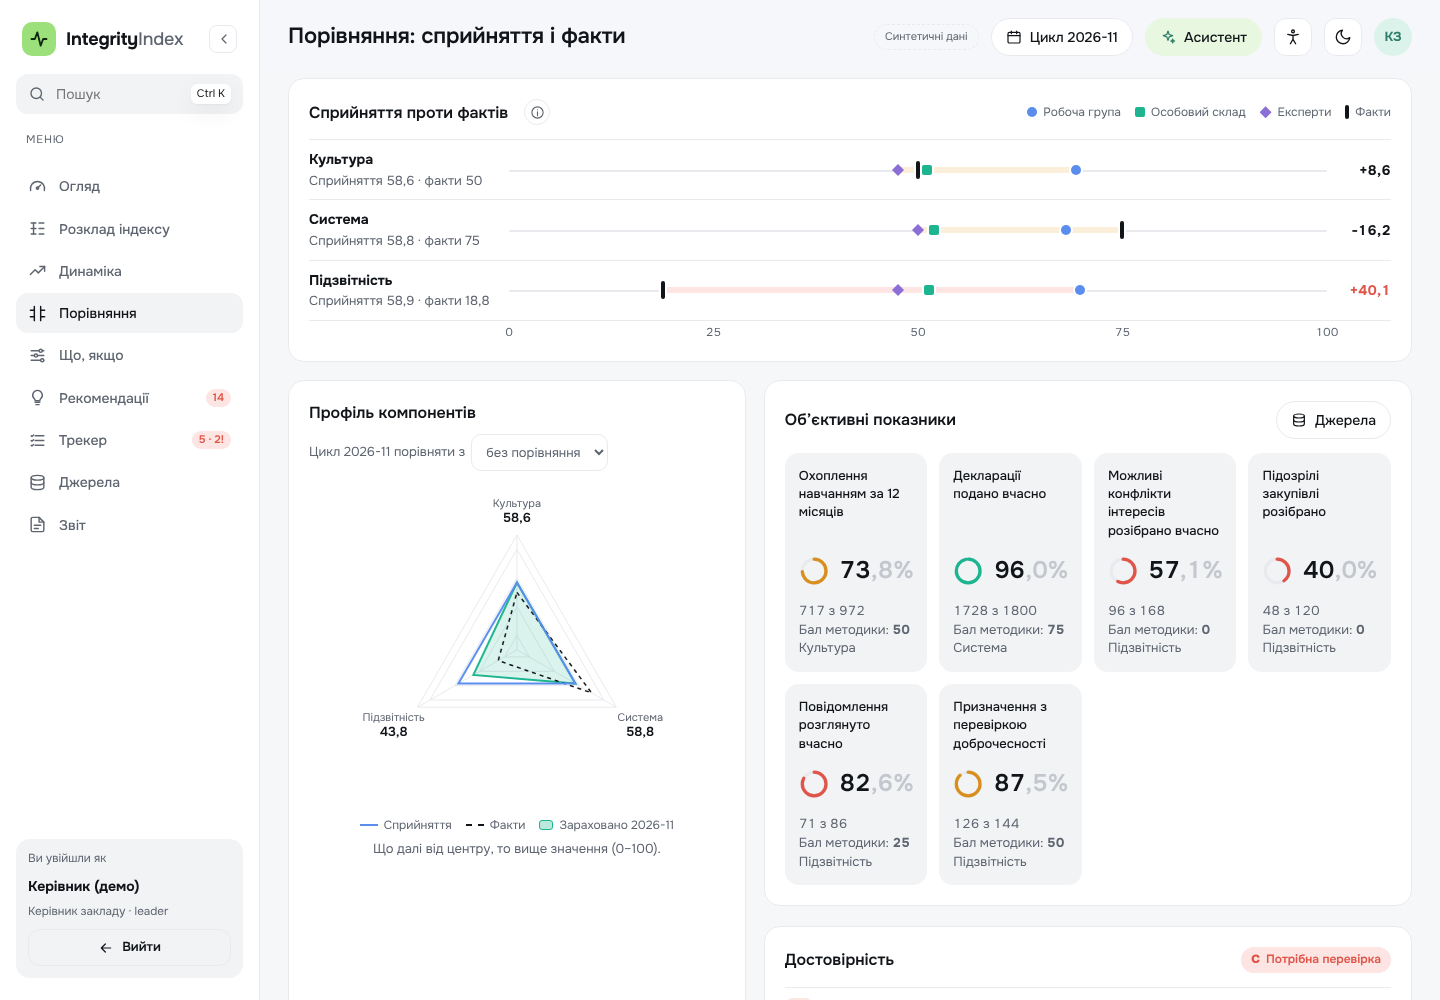 IntegrityIndex
Пошук
Ctrl K
МЕНЮ
Огляд
Розклад індексу
Динаміка
Порівняння
Що, якщо
Рекомендації
14
Трекер
5 · 2!
Джерела
Звіт
Ви увійшли як
Керівник (демо)
Керівник закладу · leader
Вийти
Порівняння: сприйняття і факти
Синтетичні дані
Цикл 2026-11
Асистент
КЗ
Сприйняття проти фактів
Робоча група
Особовий склад
Експерти
Факти
Культура
Сприйняття 58,6 · факти 50
+8,6
Система
Сприйняття 58,8 · факти 75
-16,2
Підзвітність
Сприйняття 58,9 · факти 18,8
+40,1
0
25
50
75
100
Профіль компонентів
Цикл 2026-11 порівняти з
без порівняння
Культура
58,6
Підзвітність
43,8
Система
58,8
Сприйняття
Факти
Зараховано 2026-11
Що далі від центру, то вище значення (0–100).
Об’єктивні показники
Джерела
Охоплення
навчанням за 12
місяців
73,8%
717 з 972
Бал методики: 50
Культура
Декларації
подано вчасно
96,0%
1728 з 1800
Бал методики: 75
Система
Можливі
конфлікти
інтересів
розібрано вчасно
57,1%
96 з 168
Бал методики: 0
Підзвітність
Підозрілі
закупівлі
розібрано
40,0%
48 з 120
Бал методики: 0
Підзвітність
Повідомлення
розглянуто
вчасно
82,6%
71 з 86
Бал методики: 25
Підзвітність
Призначення з
перевіркою
доброчесності
87,5%
126 з 144
Бал методики: 50
Підзвітність
Достовірність
C Потрібна перевірка